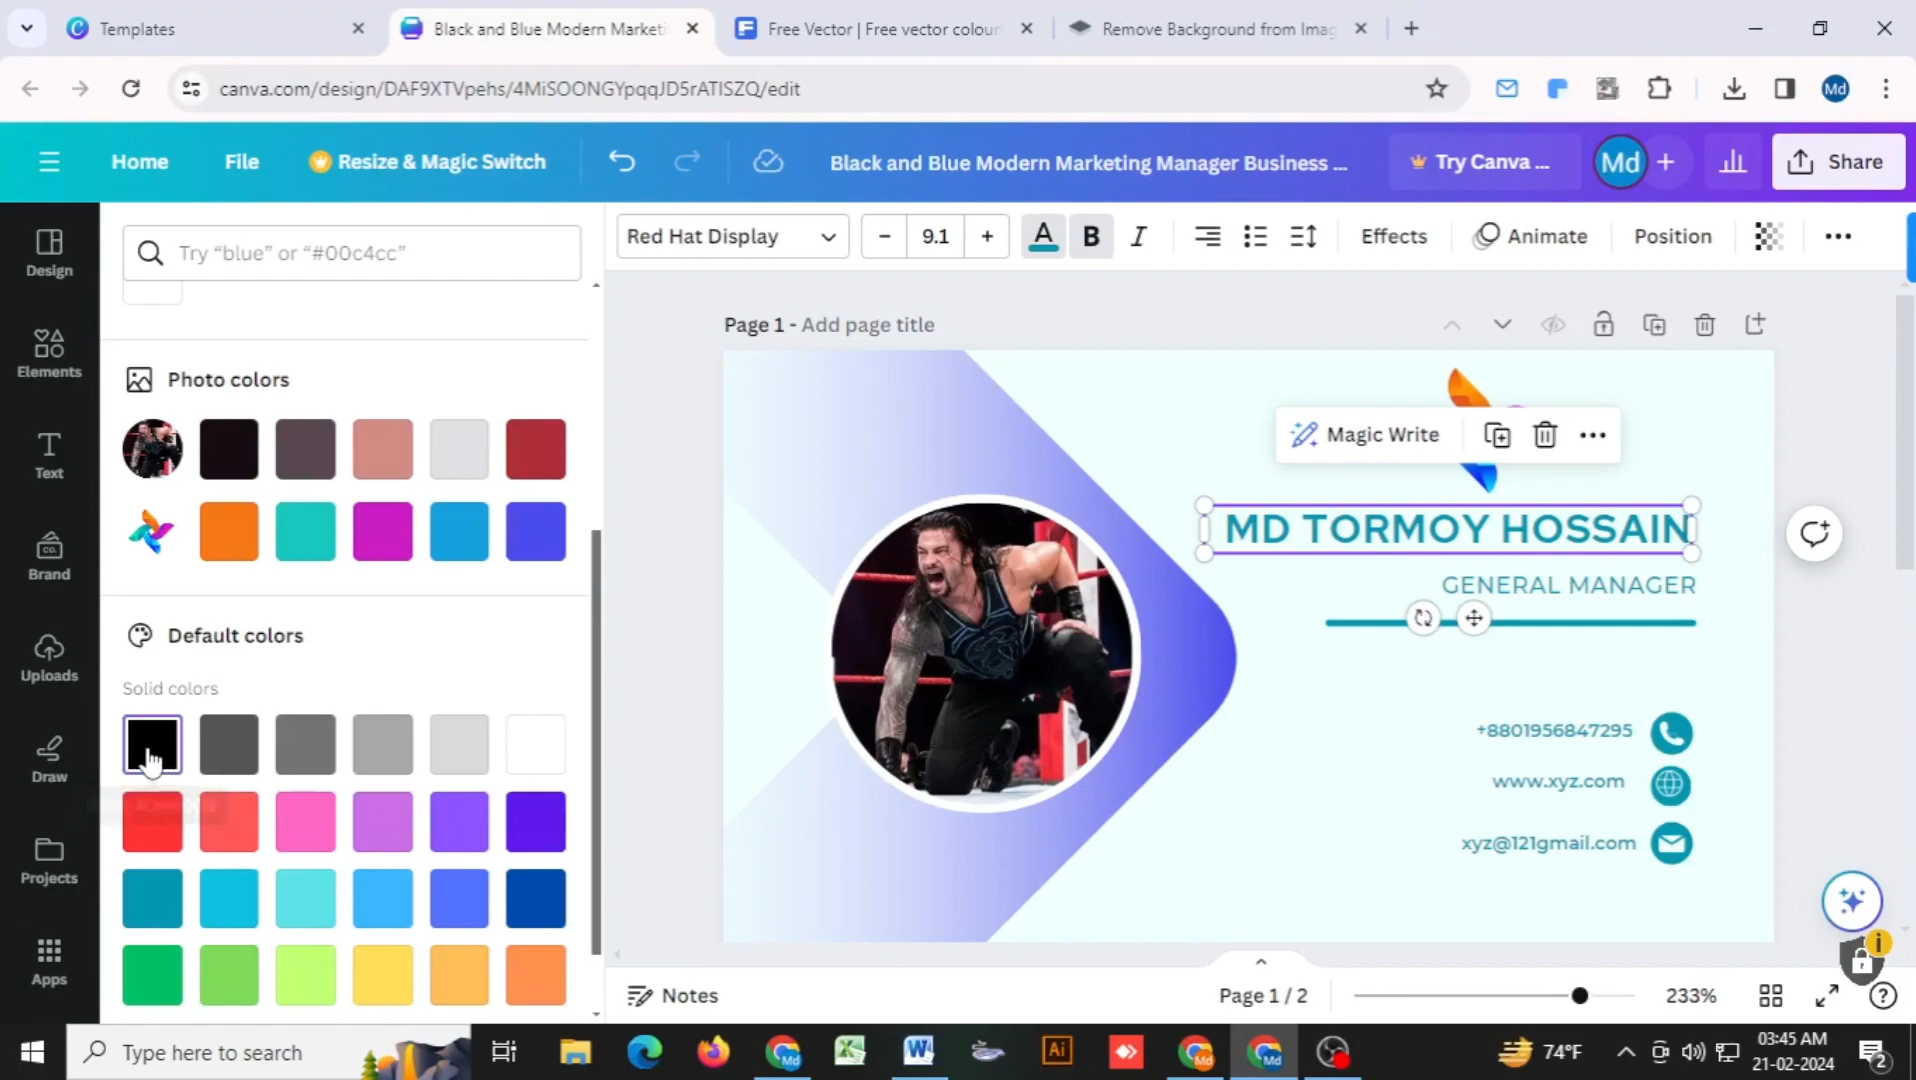 Templates
Black and Blue Modern Marketi
Free Vector | Free vector colour
Remove Background from Imag
canva.com/design/DAF9XTVpehs/4MiSOONGYpqqJD5rATISZQ/edit
Md
Home
File
Resize & Magic Switch
Black and Blue Modern Marketing Manager Business ...
Try Canva ...
Md
Share
Design
Elements
Text
Brand
CO.
Uploads
Draw
Projects
Apps
Try “blue” or “#00c4cc”
Photo colors
Default colors
Solid colors
Red Hat Display
9.1
A
B
I
Effects
Animate
Position
Page 1 - Add page title
Magic Write
MD TORMOY HOSSAIN
GENERAL MANAGER
+8801956847295
www.xyz.com
xyz@121gmail.com
Notes
Page 1 / 2
233%
Type here to search
Ai
74°F
03:45 AM
21-02-2024
2